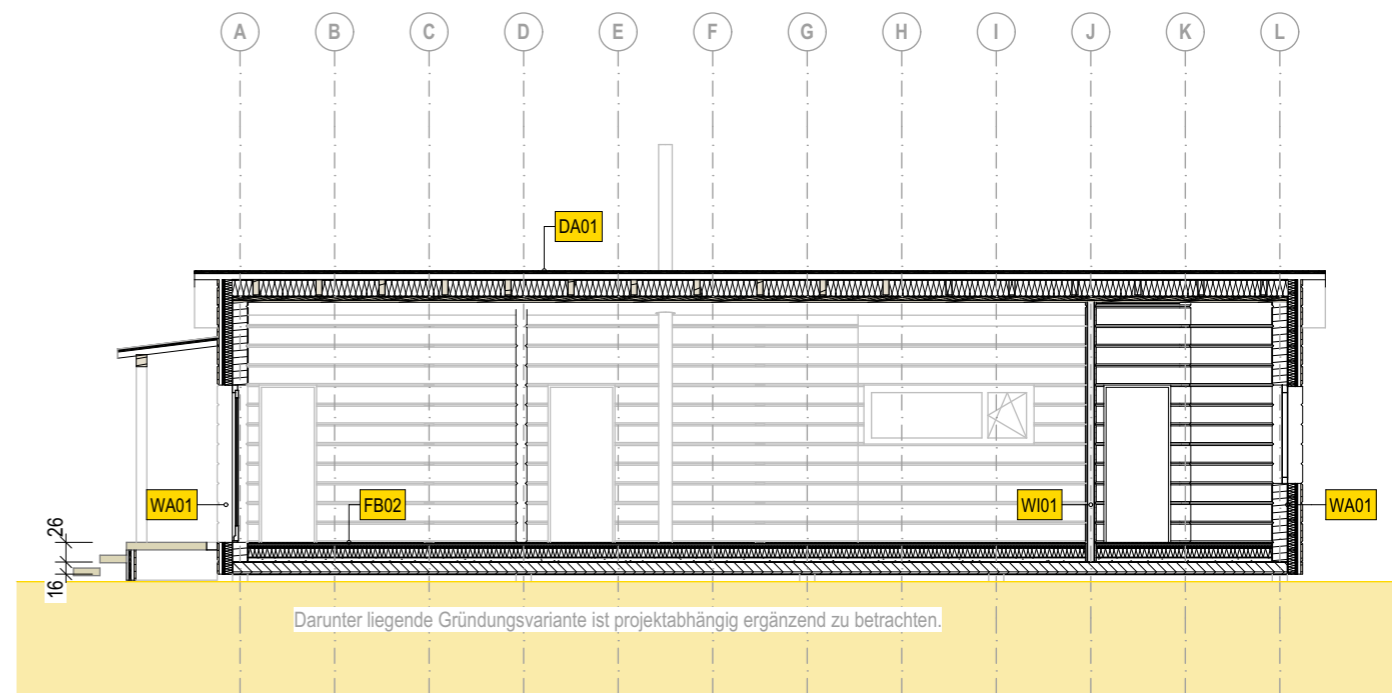 A B C D E F G H I J K L
DA01
WA01
FB02
WI01
WA01
26
16
Darunter liegende Gründungsvariante ist projektabhängig ergänzend zu betrachten.